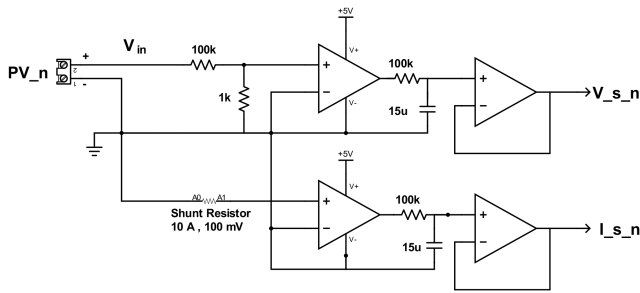 +5V
V+
V-
+
−
100k
1k
100k
15u
+
−
V_s_n
PV_n
2
1
+
-
Vin
A0
A1
Shunt Resistor
10 A , 100 mV
+5V
V+
V-
+
−
100k
15u
+
−
I_s_n